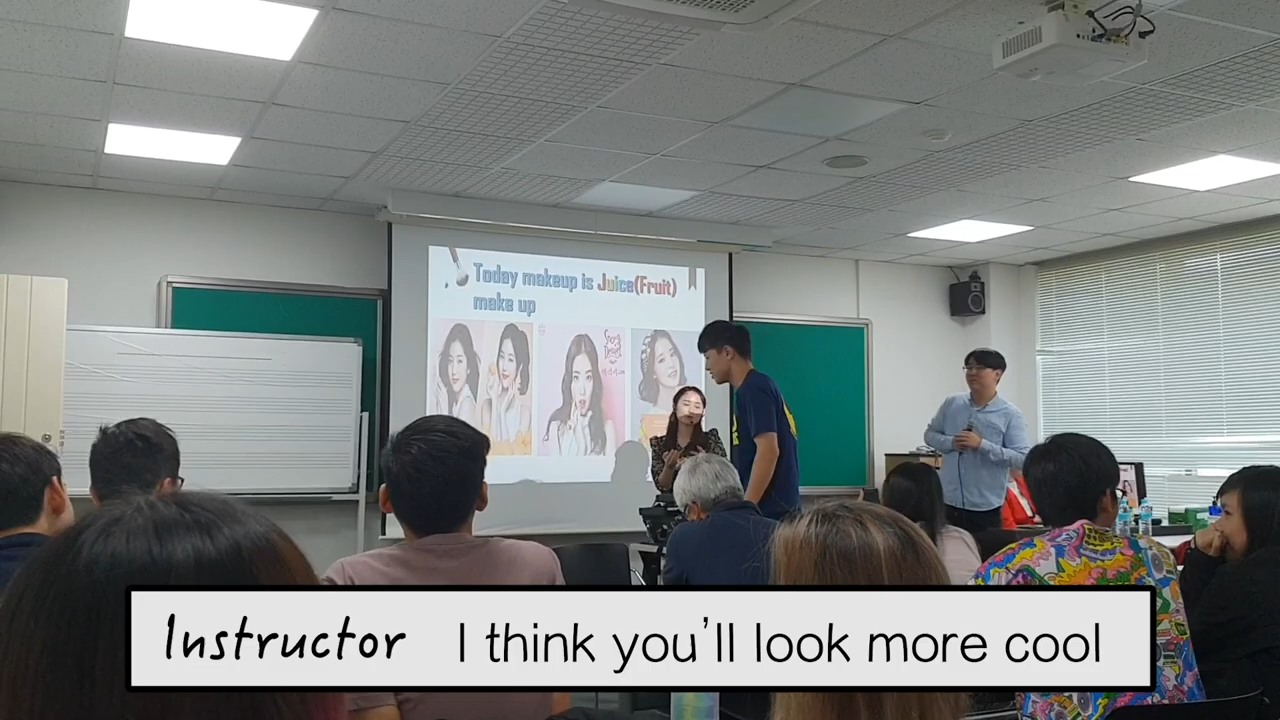 Today makeup is Juice(Fruit)
make up
Instructor I think you'll look more cool